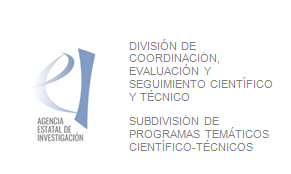 DIVISIÓN DE
COORDINACIÓN,
EVALUACIÓN Y
SEGUIMIENTO CIENTÍFICO
Y TÉCNICO
SUBDIVISIÓN DE
PROGRAMAS TEMÁTICOS
CIENTÍFICO-TÉCNICOS
AGENCIA
ESTATAL DE
INVESTIGACIÓN